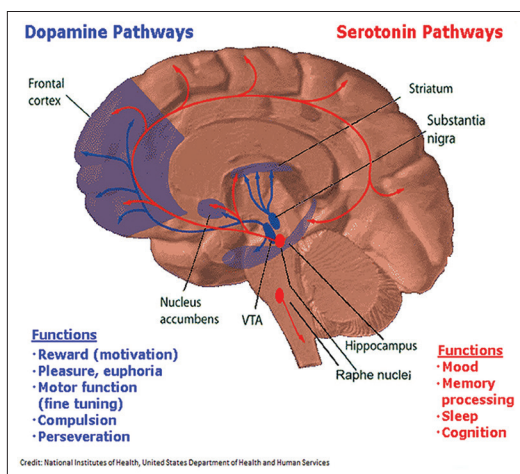 Dopamine Pathways
Serotonin Pathways
Frontal
cortex
Striatum
Substantia
nigra
Nucleus
accumbens
VTA
Hippocampus
Raphe nuclei
Functions
·Reward (motivation)
·Pleasure, euphoria
·Motor function
(fine tuning)
·Compulsion
·Perseveration
Functions
·Mood
·Memory
processing
·Sleep
·Cognition
Credit: National Institutes of Health, United States Department of Health and Human Services